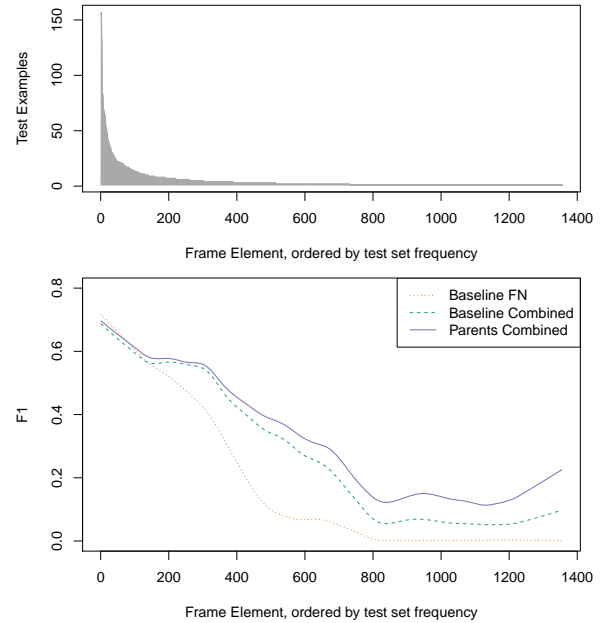 150
100
50
0
Test Examples
0 200 400 600 800 1000 1200 1400
Frame Element, ordered by test set frequency
0.8
0.6
0.4
0.2
0.0
F1
Baseline FN
Baseline Combined
Parents Combined
0 200 400 600 800 1000 1200 1400
Frame Element, ordered by test set frequency